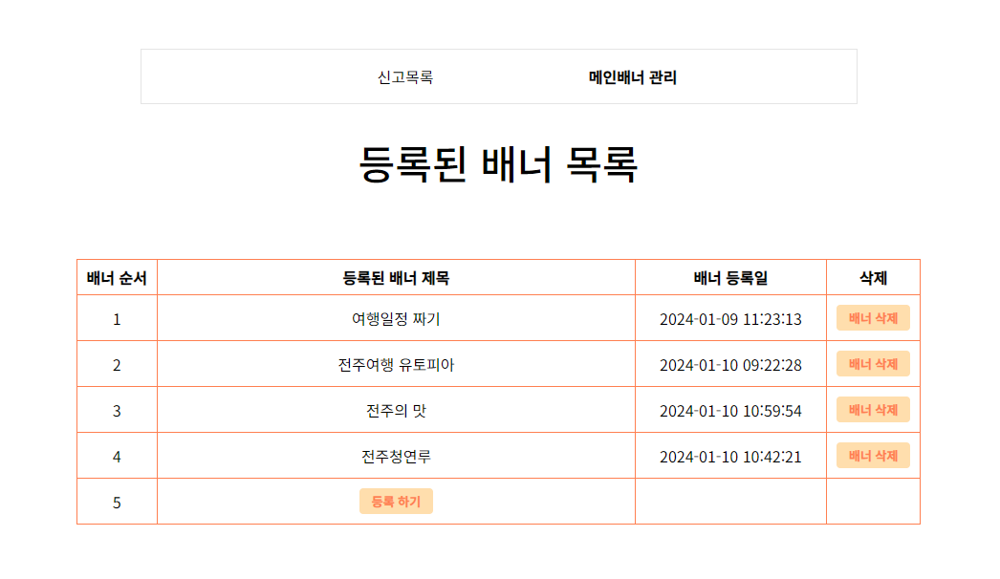 신고목록 메인배너 관리
등록된 배너 목록
배너 순서 등록된 배너 제목 배너 등록일 삭제
1 여행일정 짜기 2024-01-09 11:23:13 배너 삭제
2 전주여행 유토피아 2024-01-10 09:22:28 배너 삭제
3 전주의 맛 2024-01-10 10:59:54 배너 삭제
4 전주청연루 2024-01-10 10:42:21 배너 삭제
5 등록 하기